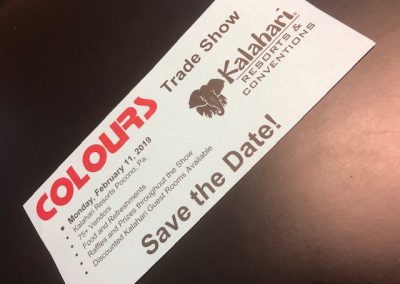 COLOURS Trade Show
• Monday, February 11, 2019
• Kalahari Resorts Pocono, Pa.
• 75+ Vendors
• Food and Refreshments
• Raffles and Prizes throughout the Show
• Discounted Kalahari Guest Rooms Available
Kalahari
RESORTS &
CONVENTIONS
Save the Date!